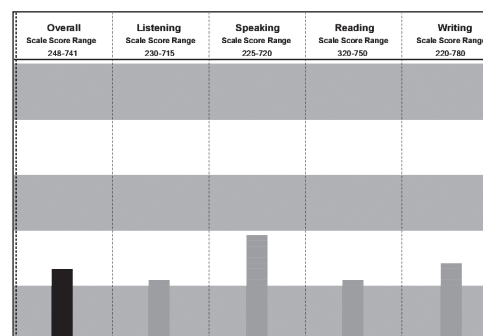 Overall Listening Speaking Reading Writing
Scale Score Range Scale Score Range Scale Score Range Scale Score Range Scale Score Range
248-741 230-715 225-720 320-750 220-780